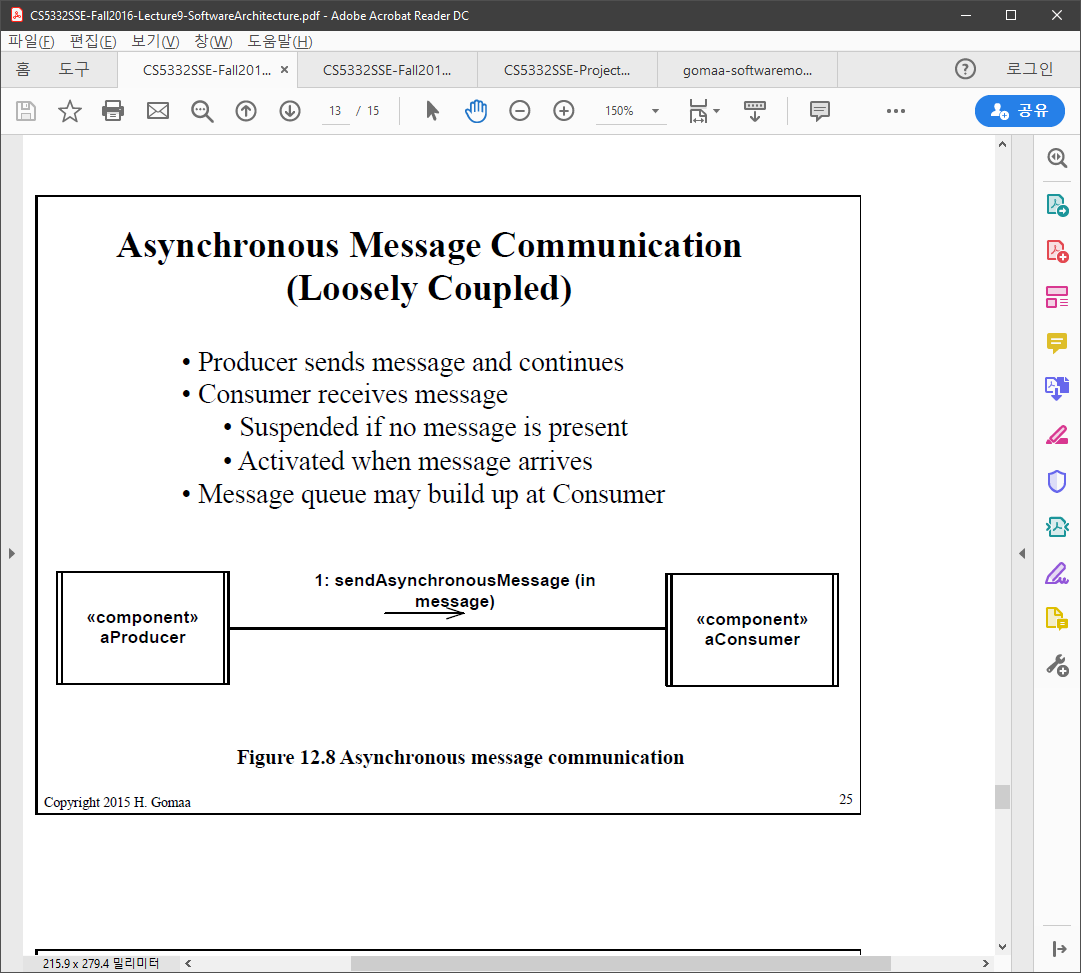 CS5332SSE-Fall2016-Lecture9-SoftwareArchitecture.pdf - Adobe Acrobat Reader DC
파일(F) 편집(E) 보기(V) 창(W) 도움말(H)
홈 도구 CS5332SSE-Fall201... × CS5332SSE-Fall201... CS5332SSE-Project... gomaa-softwaremo... 로그인
13 / 15 150% 공유
Asynchronous Message Communication
(Loosely Coupled)
• Producer sends message and continues
• Consumer receives message
• Suspended if no message is present
• Activated when message arrives
• Message queue may build up at Consumer
1: sendAsynchronousMessage (in
message)
«component»
aProducer
«component»
aConsumer
Figure 12.8 Asynchronous message communication
Copyright 2015 H. Gomaa
25
215.9 x 279.4 밀리미터